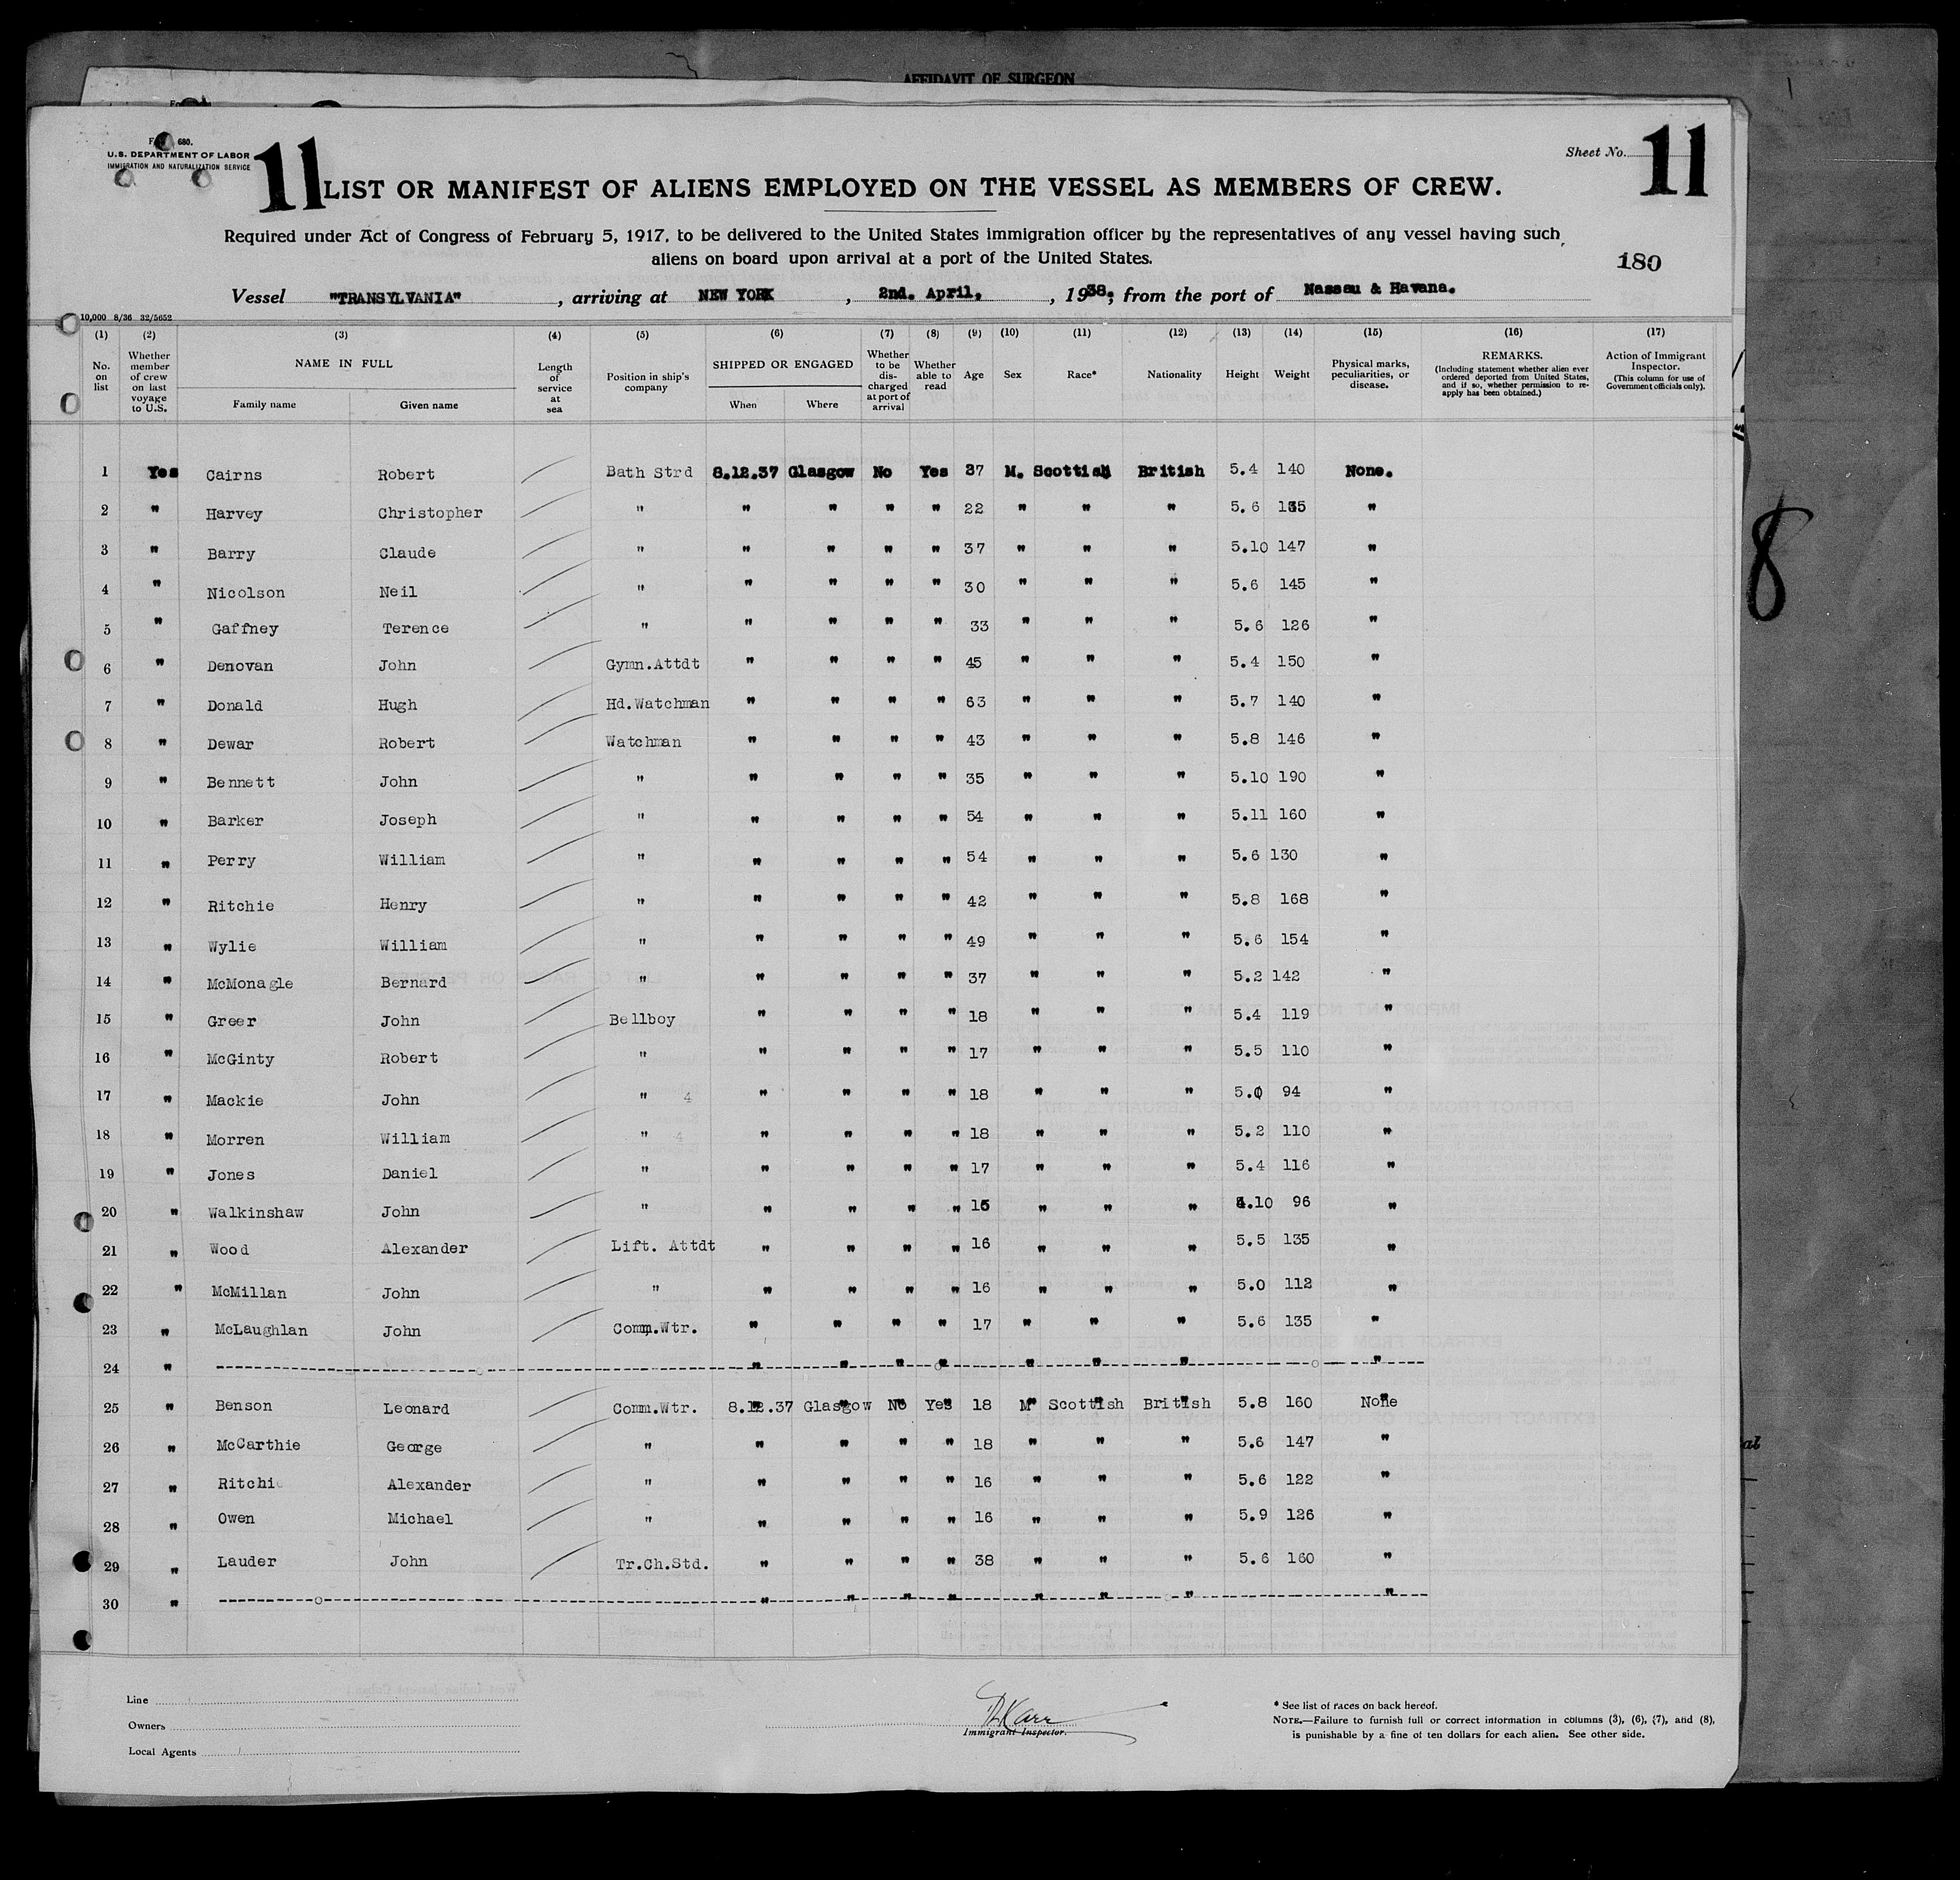 AFFIDAVIT OF SURGEON
680.
U.S. DEPARTMENT OF LABOR
IMMIGRATION AND NATURALIZATION SERVICE
11
Sheet No. 11
LIST OR MANIFEST OF ALIENS EMPLOYED ON THE VESSEL AS MEMBERS OF CREW.
Required under Act of Congress of February 5, 1917, to be delivered to the United States immigration officer by the representatives of any vessel having such
aliens on board upon arrival at a port of the United States.
180
Vessel "TRANSYLVANIA", arriving at NEW YORK, 2nd. April, 1938, from the port of Nassau & Havana.
10,000 8/36 32/5652
(1) (2) (3) (4) (5) (6) (7) (8) (9) (10) (11) (12) (13) (14) (15) (16) (17)
No. on list | Whether member of crew on last voyage to U.S. | NAME IN FULL Family name Given name | Length of service at sea | Position in ship's company | SHIPPED OR ENGAGED When Where | Whether to be discharged at port of arrival | Whether able to read | Age | Sex | Race* | Nationality | Height | Weight | Physical marks, peculiarities, or disease. | REMARKS. (Including statement whether alien ever ordered deported from United States, and if so, whether permission to re-apply has been obtained.) | Action of Immigrant Inspector. (This column for use of Government officials only).
1 Yes Cairns Robert Bath Strd 8.12.37 Glasgow No Yes 37 M. Scottish British 5.4 140 None.
2 " Harvey Christopher " " " " " 22 " " " 5.6 135 "
3 " Barry Claude " " " " " 37 " " " 5.10 147 "
4 " Nicolson Neil " " " " " 30 " " " 5.6 145 "
5 " Gaffney Terence " " " " " 33 " " " 5.6 126 "
6 " Denovan John Gymn.Attdt " " " " 45 " " " 5.4 150 "
7 " Donald Hugh Hd.Watchman " " " " 63 " " " 5.7 140 "
8 " Dewar Robert Watchman " " " " 43 " " " 5.8 146 "
9 " Bennett John " " " " " 35 " " " 5.10 190 "
10 " Barker Joseph " " " " " 54 " " " 5.11 160 "
11 " Perry William " " " " " 54 " " " 5.6 130 "
12 " Ritchie Henry " " " " " 42 " " " 5.8 168 "
13 " Wylie William " " " " " 49 " " " 5.6 154 "
14 " McMonagle Bernard " " " " " 37 " " " 5.2 142 "
15 " Greer John Bellboy " " " " 18 " " " 5.4 119 "
16 " McGinty Robert " " " " " 17 " " " 5.5 110 "
17 " Mackie John " 4 " " " " 18 " " " 5.0 94 "
18 " Morren William " 4 " " " " 18 " " " 5.2 110 "
19 " Jones Daniel " " " " " 17 " " " 5.4 116 "
20 " Walkinshaw John " " " " " " " " 4.10 96 "
21 " Wood Alexander Lift. Attdt " " " " 16 " " " 5.5 135 "
22 " McMillan John " " " " " 16 " " " 5.0 112 "
23 " McLaughlan John Comm.Wtr. " " " " 17 " " " 5.6 135 "
24 " " " " " " " " "
25 " Benson Leonard Comm.Wtr. 8.12.37 Glasgow No Yes 18 M Scottish British 5.8 160 None
26 " McCarthie George " " " " " 18 " " " 5.6 147 "
27 " Ritchie Alexander " " " " " 16 " " " 5.6 122 "
28 " Owen Michael " " " " " 16 " " " 5.9 126 "
29 " Lauder John Tr.Ch.Std. " " " " 38 " " " 5.6 160 "
30 " " " " " " " " "
8
Line
Owners
Local Agents
Immigrant Inspector.
* See list of races on back hereof.
NOTE.—Failure to furnish full or correct information in columns (3), (6), (7), and (8),
is punishable by a fine of ten dollars for each alien. See other side.